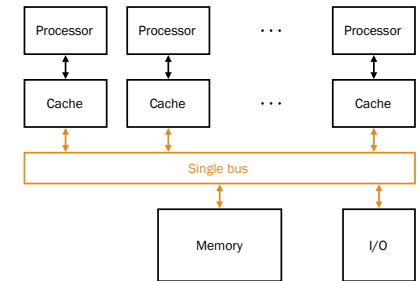 Processor Processor ... Processor
Cache Cache ... Cache
Single bus
Memory I/O